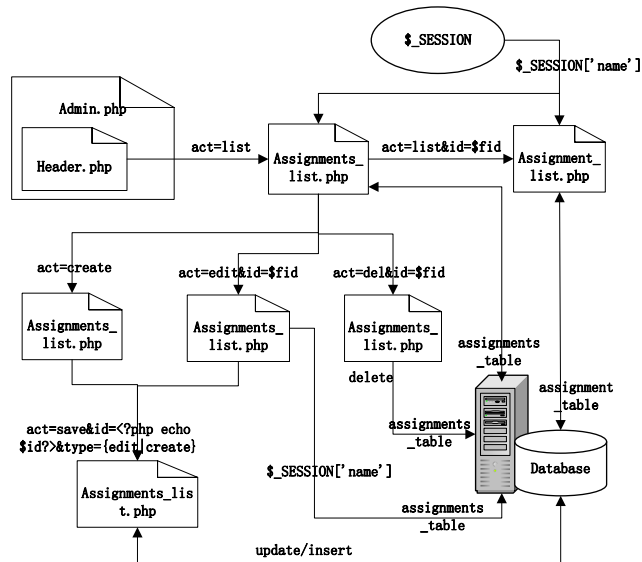 $_SESSION
$_SESSION['name']
Admin.php
Header.php
act=list
Assignments_
list.php
act=list&id=$fid
Assignment_
list.php
act=create
act=edit&id=$fid
act=del&id=$fid
Assignments_
list.php
Assignments_
list.php
Assignments_
list.php
assignments
_table
delete
assignment
_table
act=save&id=<?php echo
$id?>&type={edit|create}
assignments
_table
Database
$_SESSION['name']
Assignments_lis
t.php
assignments
_table
update/insert